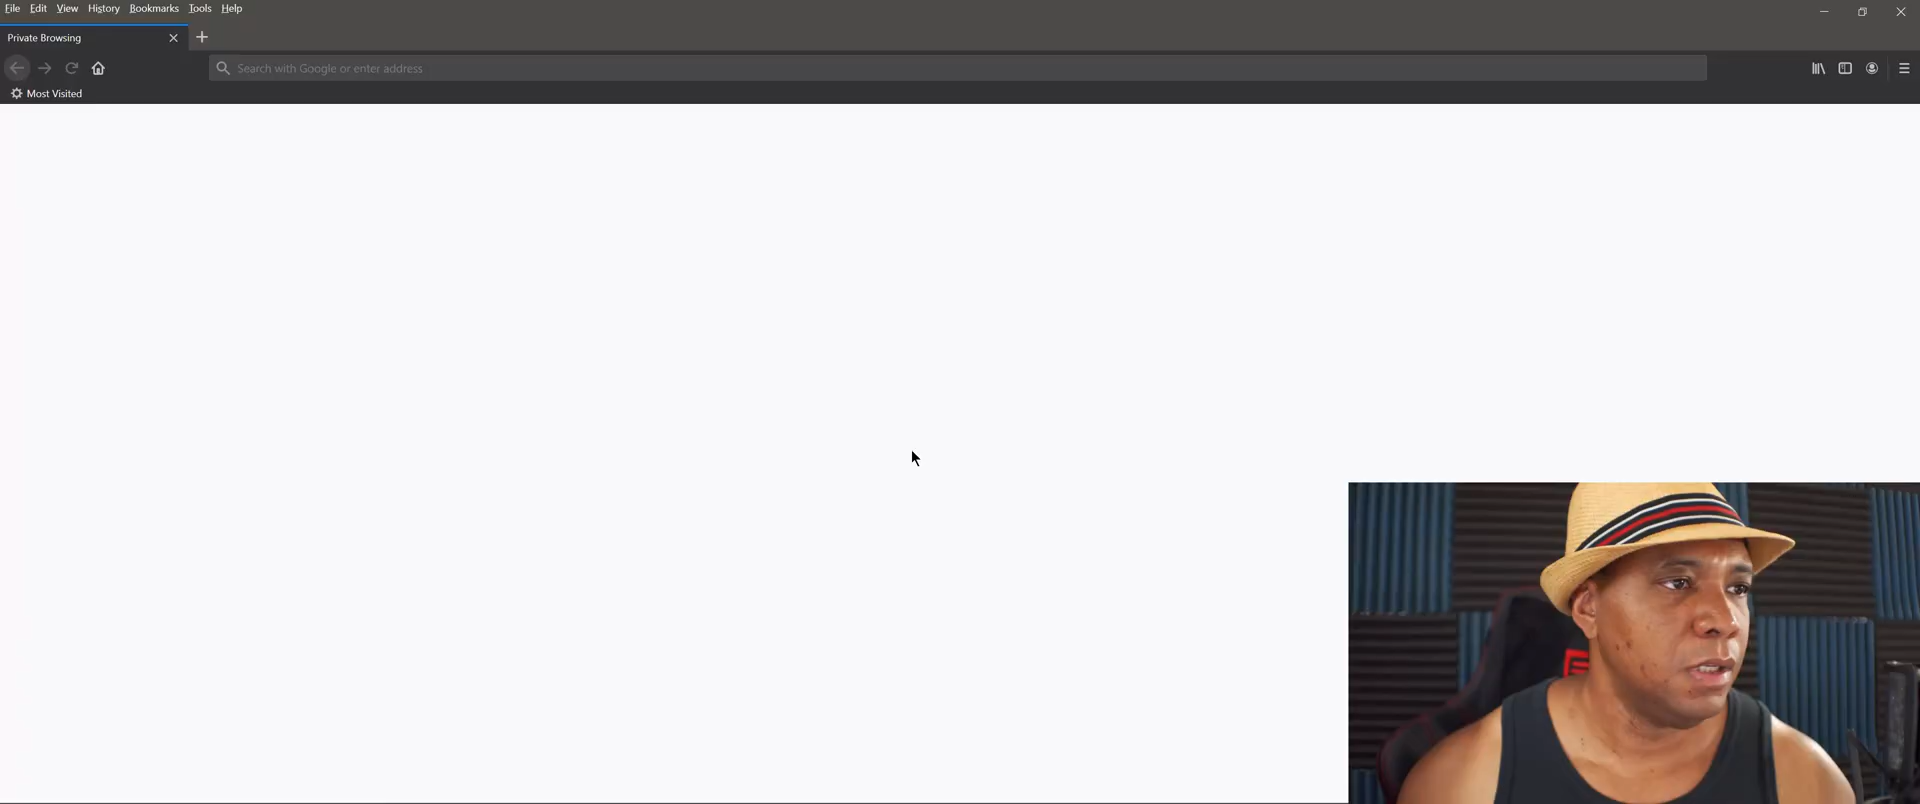 File Edit View History Bookmarks Tools Help
Private Browsing
Search with Google or enter address
Most Visited